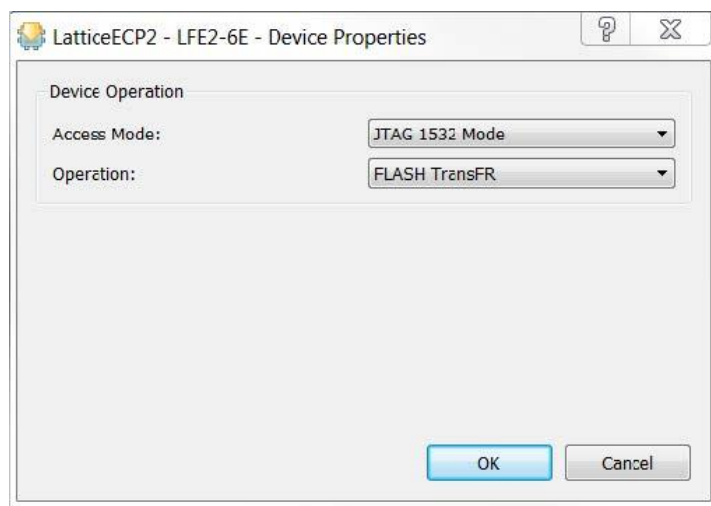 LatticeECP2 - LFE2-6E - Device Properties
Device Operation
Access Mode: JTAG 1532 Mode
Operation: FLASH TransFR
OK Cancel